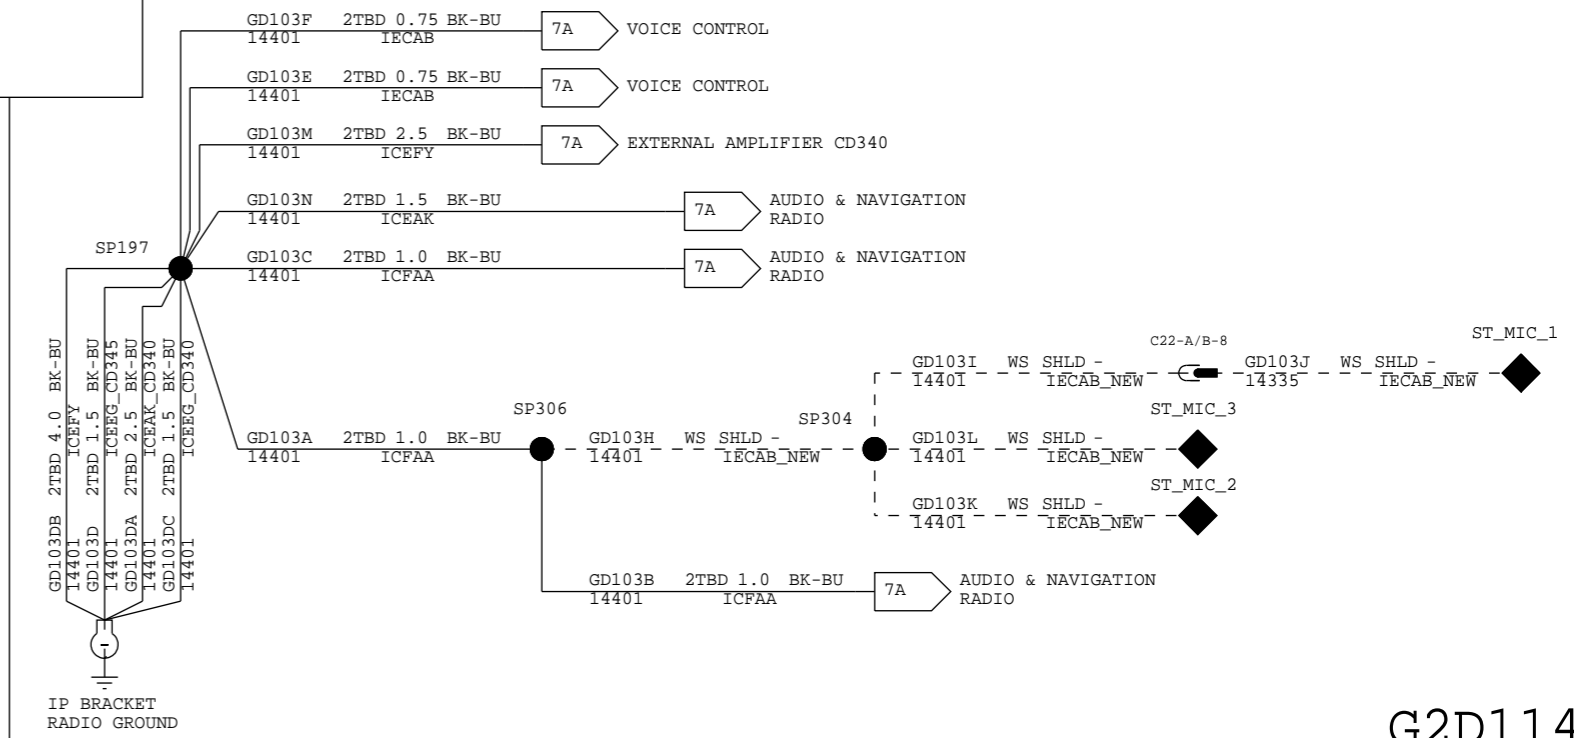 GD103F 2TBD 0.75 BK-BU
14401 IECAB
7A VOICE CONTROL
GD103E 2TBD 0.75 BK-BU
14401 IECAB
7A VOICE CONTROL
GD103M 2TBD 2.5 BK-BU
14401 ICEFY
7A EXTERNAL AMPLIFIER CD340
GD103N 2TBD 1.5 BK-BU
14401 ICEAK
7A AUDIO & NAVIGATION
RADIO
SP197
GD103C 2TBD 1.0 BK-BU
14401 ICFAA
7A AUDIO & NAVIGATION
RADIO
GD103DB 2TBD 4.0 BK-BU
14401 ICEFY
GD103D 2TBD 1.5 BK-BU
14401 ICEEG_CD345
GD103DA 2TBD 2.5 BK-BU
14401 ICEAK_CD340
GD103DC 2TBD 1.5 BK-BU
14401 ICEEG_CD340
GD103A 2TBD 1.0 BK-BU
14401 ICFAA
SP306
GD103H WS SHLD -
14401 IECAB_NEW
SP304
GD103I WS SHLD -
14401 IECAB_NEW
C22-A/B-8
GD103J WS SHLD -
14335 IECAB_NEW
ST_MIC_1
GD103L WS SHLD -
14401 IECAB_NEW
ST_MIC_3
GD103K WS SHLD -
14401 IECAB_NEW
ST_MIC_2
GD103B 2TBD 1.0 BK-BU
14401 ICFAA
7A AUDIO & NAVIGATION
RADIO
IP BRACKET
RADIO GROUND
G2D114